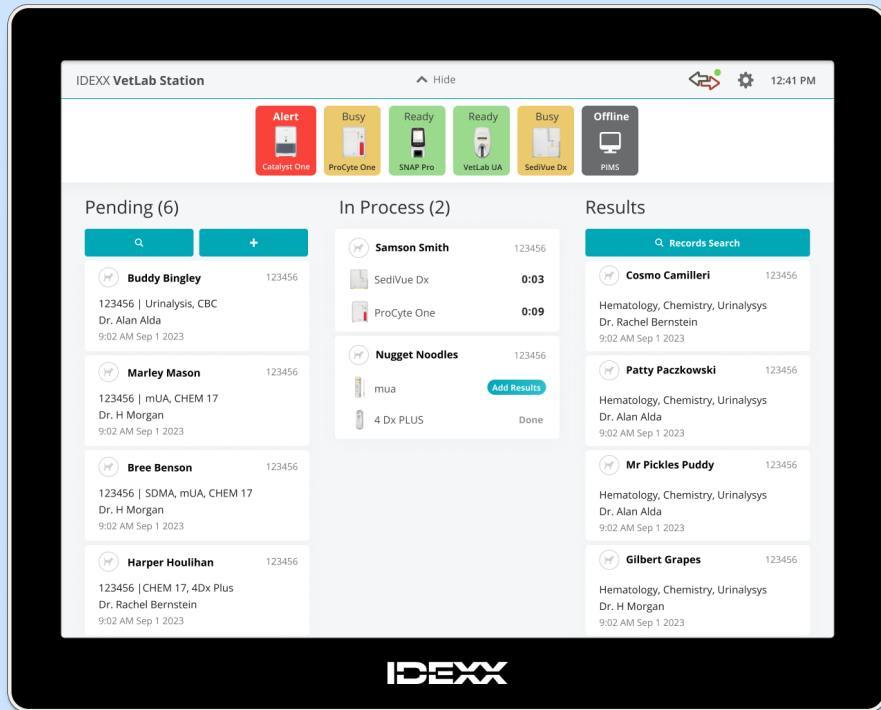 IDEXX VetLab Station
Hide
12:41 PM
Alert
Catalyst One
Busy
ProCyte One
Ready
SNAP Pro
Ready
VetLab UA
Busy
SediVue Dx
Offline
PIMS
Pending (6)
+
Buddy Bingley 123456
123456 | Urinalysis, CBC
Dr. Alan Alda
9:02 AM Sep 1 2023
Marley Mason 123456
123456 | mUA, CHEM 17
Dr. H Morgan
9:02 AM Sep 1 2023
Bree Benson 123456
123456 | SDMA, mUA, CHEM 17
Dr. H Morgan
9:02 AM Sep 1 2023
Harper Houlihan 123456
123456 |CHEM 17, 4Dx Plus
Dr. Rachel Bernstein
9:02 AM Sep 1 2023
In Process (2)
Samson Smith 123456
SediVue Dx 0:03
ProCyte One 0:09
Nugget Noodles 123456
mua Add Results
4 Dx PLUS Done
Results
Records Search
Cosmo Camilleri 123456
Hematology, Chemistry, Urinalysys
Dr. Rachel Bernstein
9:02 AM Sep 1 2023
Patty Paczkowski 123456
Hematology, Chemistry, Urinalysys
Dr. Alan Alda
9:02 AM Sep 1 2023
Mr Pickles Puddy 123456
Hematology, Chemistry, Urinalysys
Dr. Alan Alda
9:02 AM Sep 1 2023
Gilbert Grapes 123456
Hematology, Chemistry, Urinalysys
Dr. H Morgan
9:02 AM Sep 1 2023
IDEXX